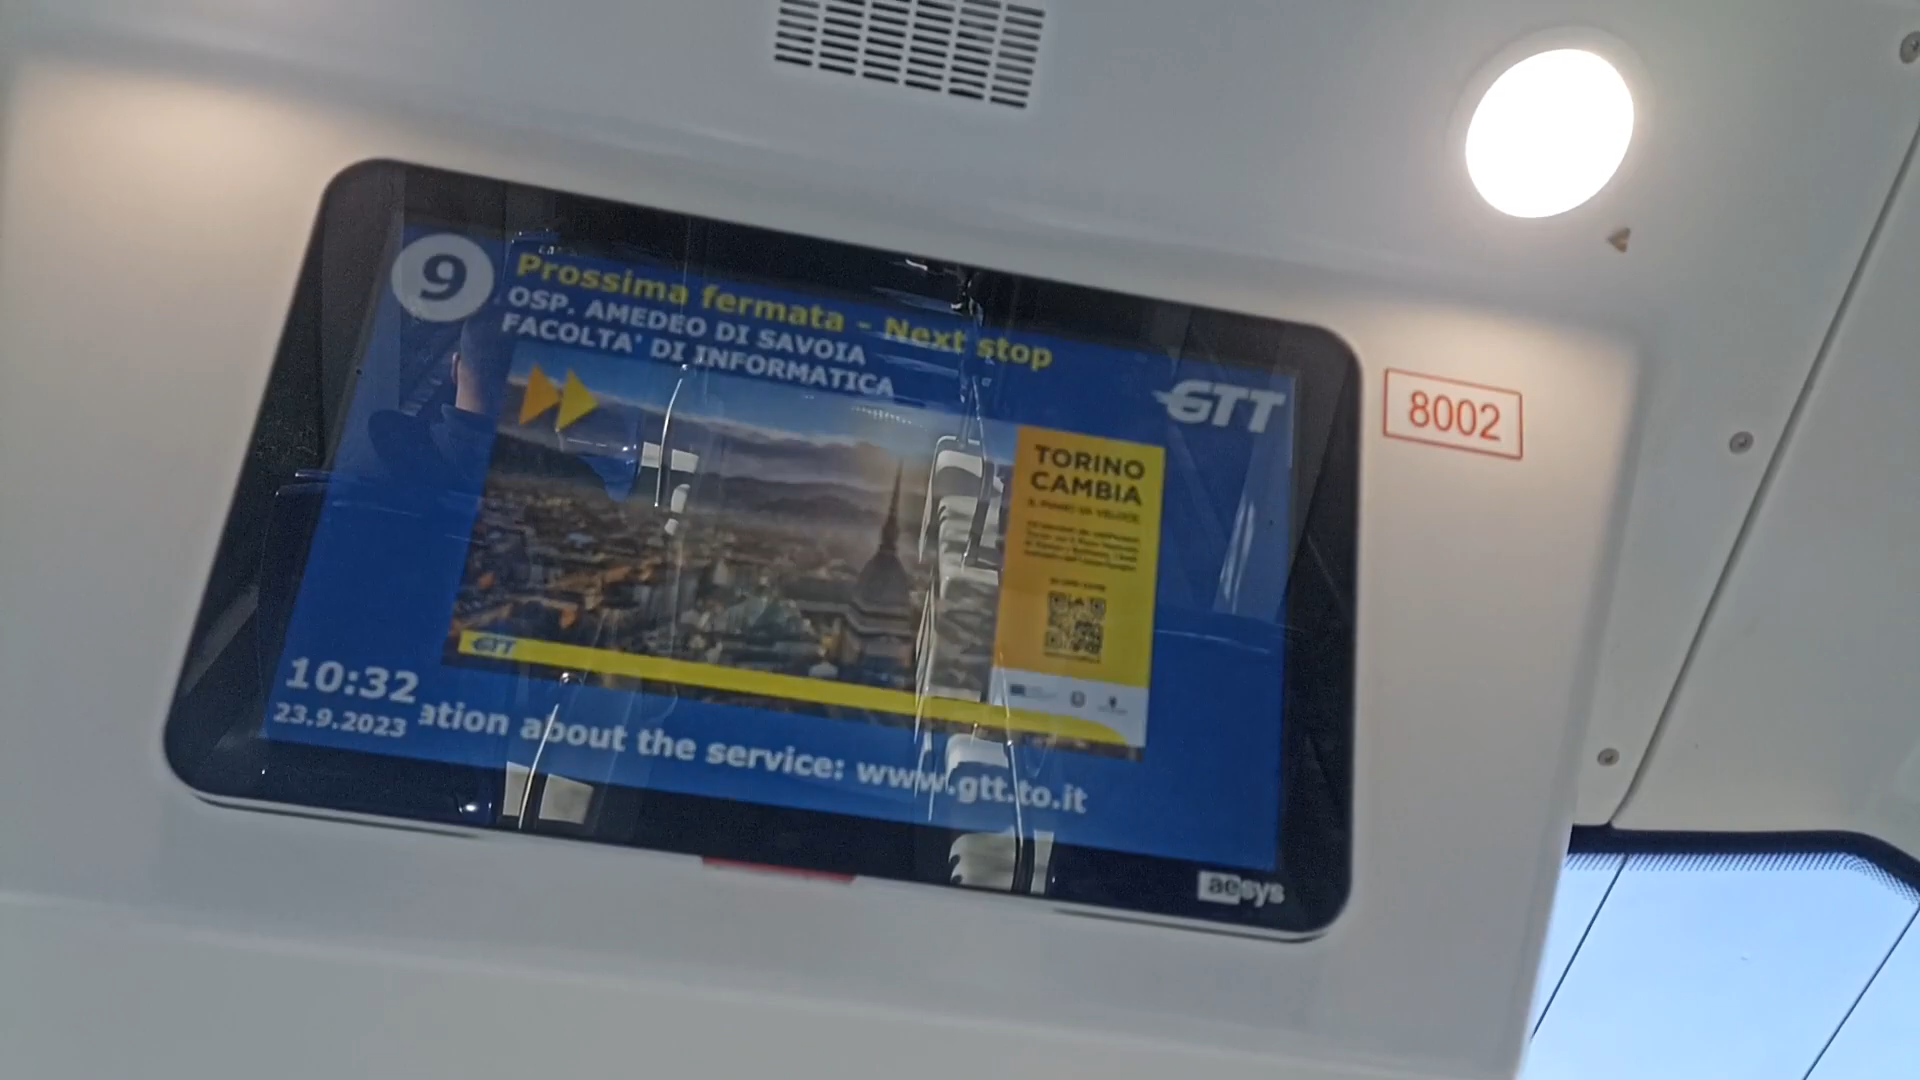 9
Prossima fermata - Next stop
OSP. AMEDEO DI SAVOIA
FACOLTA' DI INFORMATICA
GTT
8002
TORINO
CAMBIA
GTT
10:32
23.9.2023
ation about the service: www.gtt.to.it
aesys